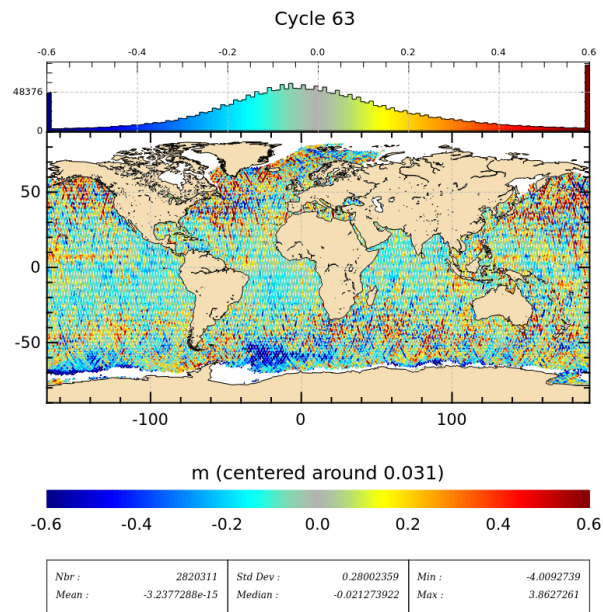 Cycle 63
-0.6 -0.4 -0.2 0.0 0.2 0.4 0.6
48376
0
50
0
-50
-100 0 100
m (centered around 0.031)
-0.6 -0.4 -0.2 0.0 0.2 0.4 0.6
Nbr : 2820311 Std Dev : 0.28002359 Min : -4.0092739
Mean : -3.2377288e-15 Median : -0.021273922 Max : 3.8627261